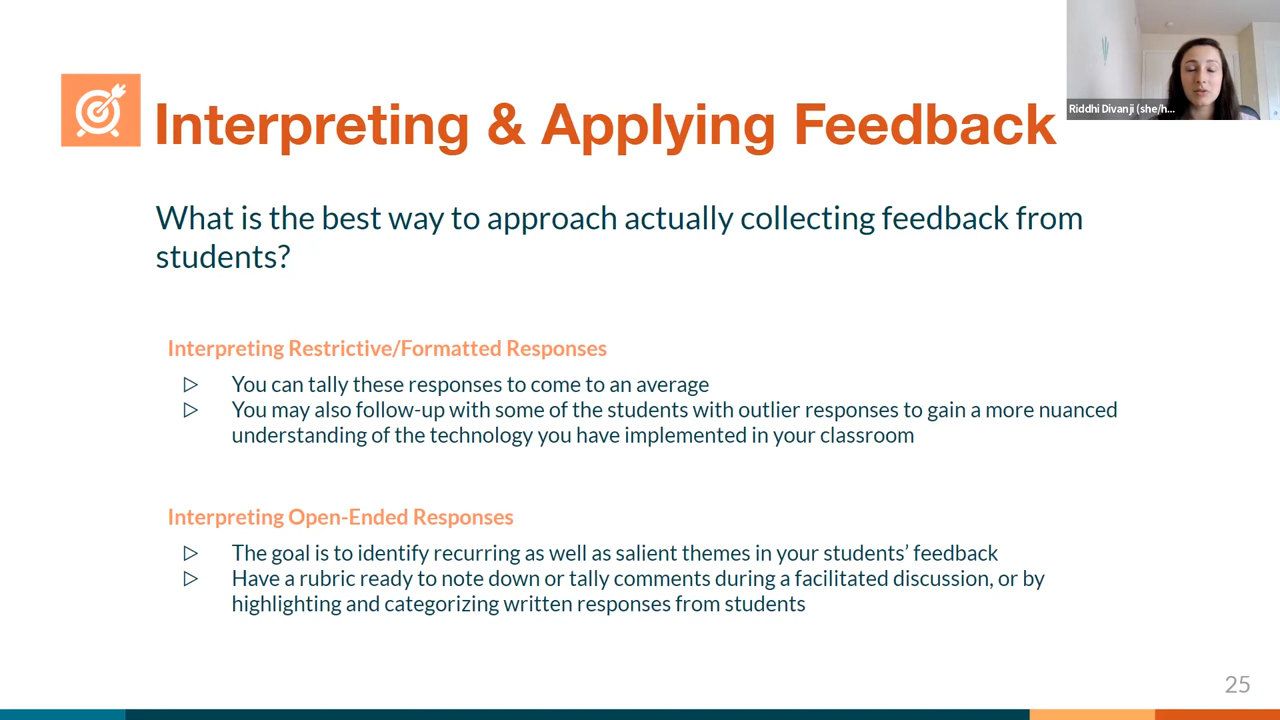 Riddhi Divanji (she/h...
Interpreting & Applying Feedback
What is the best way to approach actually collecting feedback from
students?
Interpreting Restrictive/Formatted Responses
You can tally these responses to come to an average
You may also follow-up with some of the students with outlier responses to gain a more nuanced
understanding of the technology you have implemented in your classroom
Interpreting Open-Ended Responses
The goal is to identify recurring as well as salient themes in your students’ feedback
Have a rubric ready to note down or tally comments during a facilitated discussion, or by
highlighting and categorizing written responses from students
25